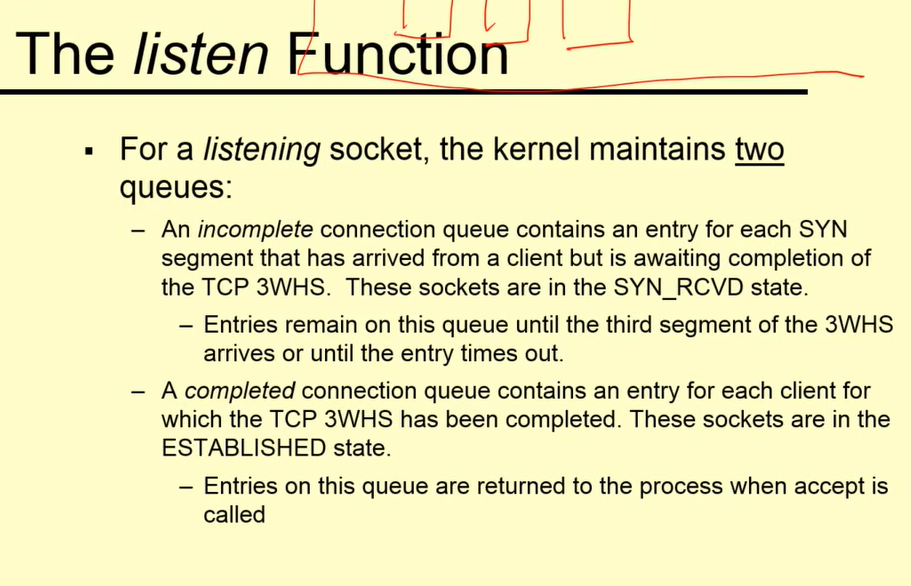 The listen Function
▪ For a listening socket, the kernel maintains two
queues:
– An incomplete connection queue contains an entry for each SYN
segment that has arrived from a client but is awaiting completion of
the TCP 3WHS. These sockets are in the SYN_RCVD state.
– Entries remain on this queue until the third segment of the 3WHS
arrives or until the entry times out.
– A completed connection queue contains an entry for each client for
which the TCP 3WHS has been completed. These sockets are in the
ESTABLISHED state.
– Entries on this queue are returned to the process when accept is
called